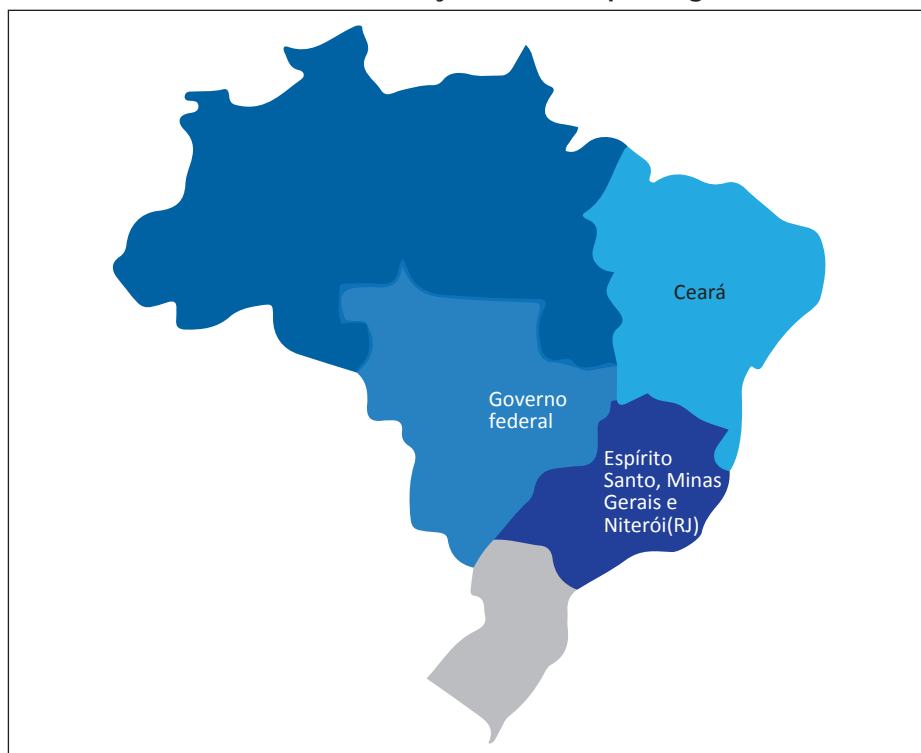 Ceará
Governo
federal
Espírito
Santo, Minas
Gerais e
Niterói(RJ)